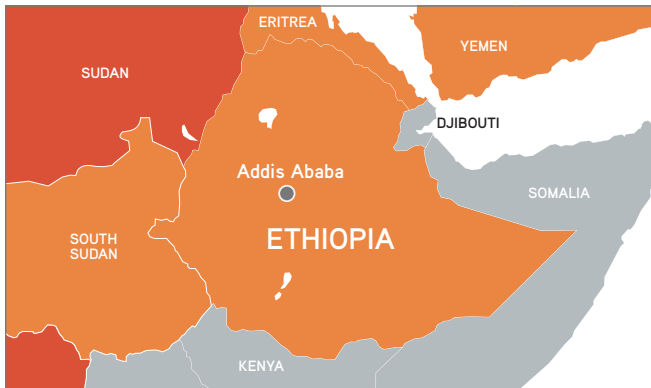 ERITREA
YEMEN
SUDAN
DJIBOUTI
Addis Ababa
SOMALIA
ETHIOPIA
SOUTH
SUDAN
KENYA